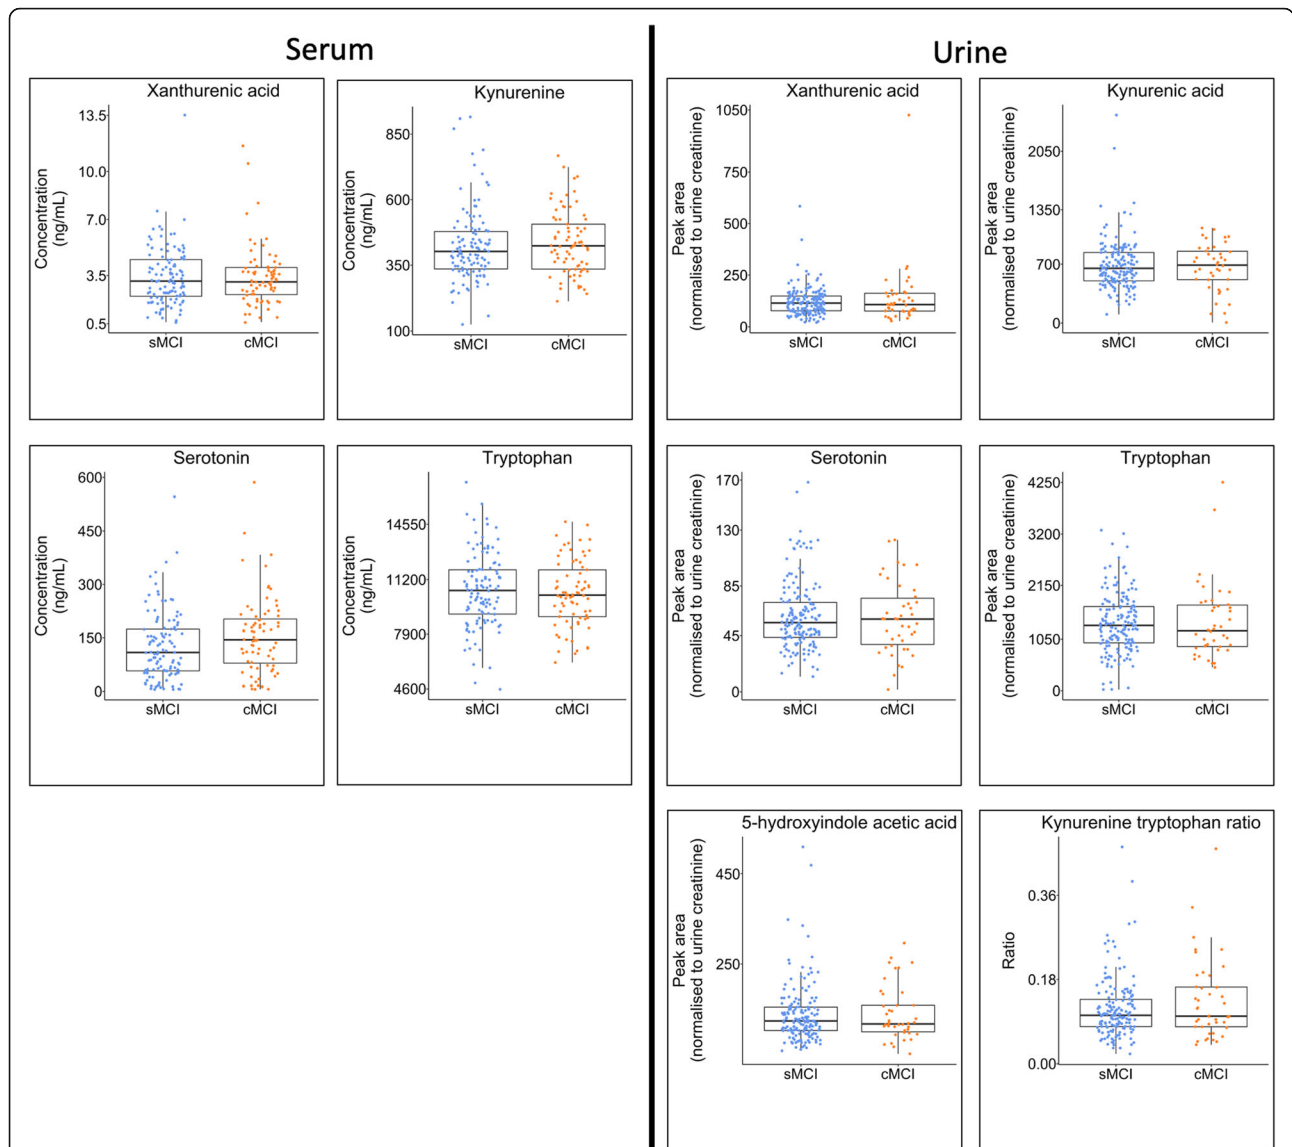 Serum
Urine
Xanthurenic acid
Concentration
(ng/mL)
13.5
10.0
7.0
3.5
0.5
sMCI
cMCI
Kynurenine
Concentration
(ng/mL)
850
600
350
100
sMCI
cMCI
Xanthurenic acid
Peak area
(normalised to urine creatinine)
1050
750
500
250
0
sMCI
cMCI
Kynurenic acid
Peak area
(normalised to urine creatinine)
2050
1350
700
0
sMCI
cMCI
Serotonin
Concentration
(ng/mL)
600
450
300
150
0
sMCI
cMCI
Tryptophan
Concentration
(ng/mL)
14550
11200
7900
4600
sMCI
cMCI
Serotonin
Peak area
(normalised to urine creatinine)
170
130
85
45
0
sMCI
cMCI
Tryptophan
Peak area
(normalised to urine creatinine)
4250
3200
2150
1050
0
sMCI
cMCI
5-hydroxyindole acetic acid
Peak area
(normalised to urine creatinine)
450
250
sMCI
cMCI
Kynurenine tryptophan ratio
Ratio
0.36
0.18
0.00
sMCI
cMCI